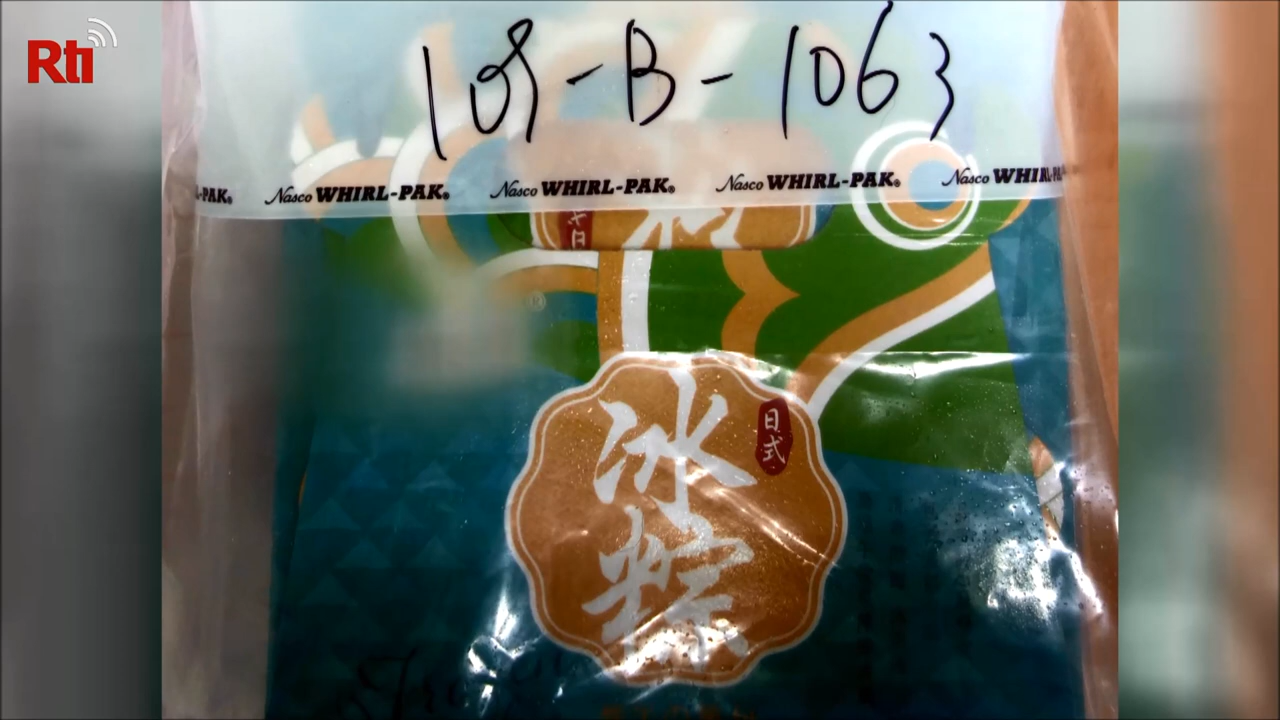 Rti
109-B-1063
-PAK® Nasco WHIRL-PAK® Nasco WHIRL-PAK® Nasco WHIRL-PAK® Nasco WHIRL-PA
®
日式
冰粽